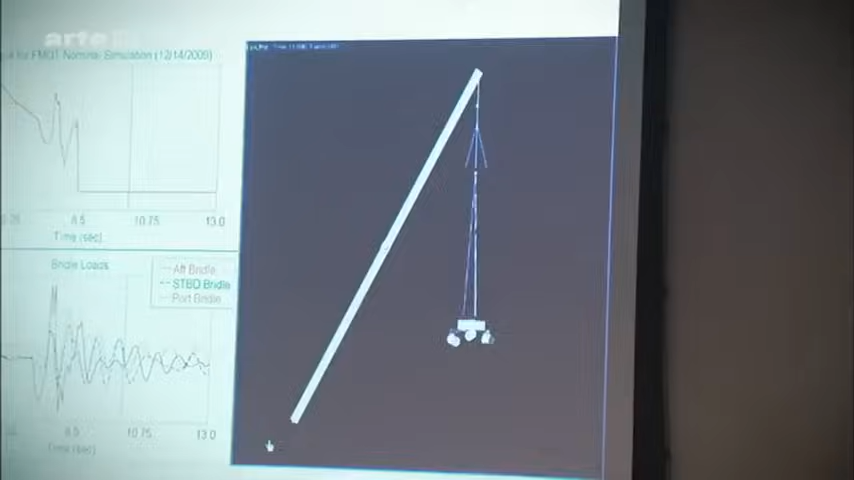 arte
for FMGT Nominal Simulation (12/14/2009)
8.5 10.75 13.0
Time (sec)
Bridle Loads
Aft Bridle
STBD Bridle
Port Bridle
8.5 10.75 13.0
Time (sec)